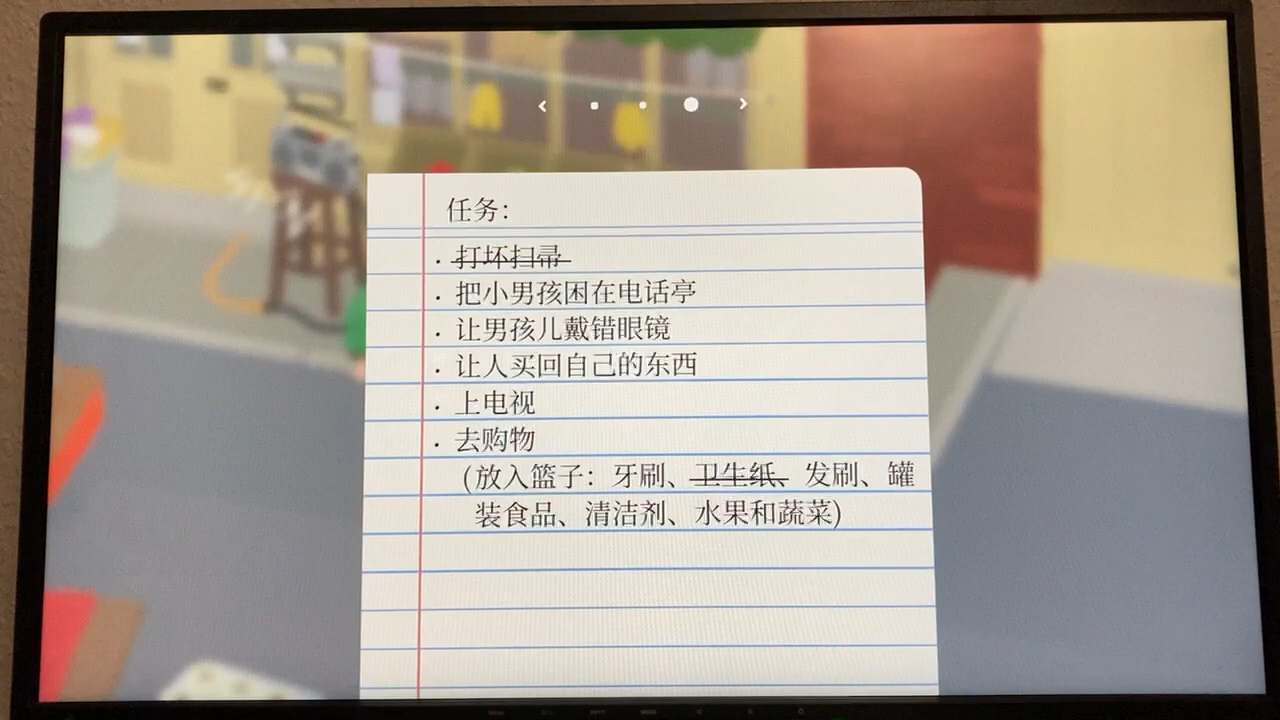 任务：
· 打坏扫帚
· 把小男孩困在电话亭
· 让男孩儿戴错眼镜
· 让人买回自己的东西
· 上电视
· 去购物
(放入篮子：牙刷、卫生纸、发刷、罐
装食品、清洁剂、水果和蔬菜)